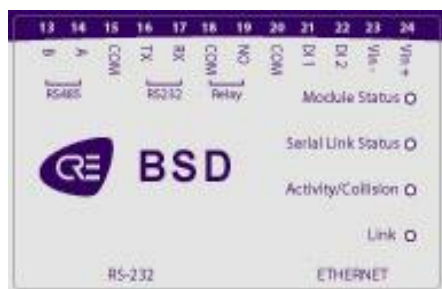 13 14 15 16 17 18 19 20 21 22 23 24
B A COM TX RX COM NO COM DI 1 DI 2 Vin - Vin +
RS485 RS232 Relay
Module Status
Serial Link Status
CRE BSD
Activity/Collision
Link
RS-232 ETHERNET